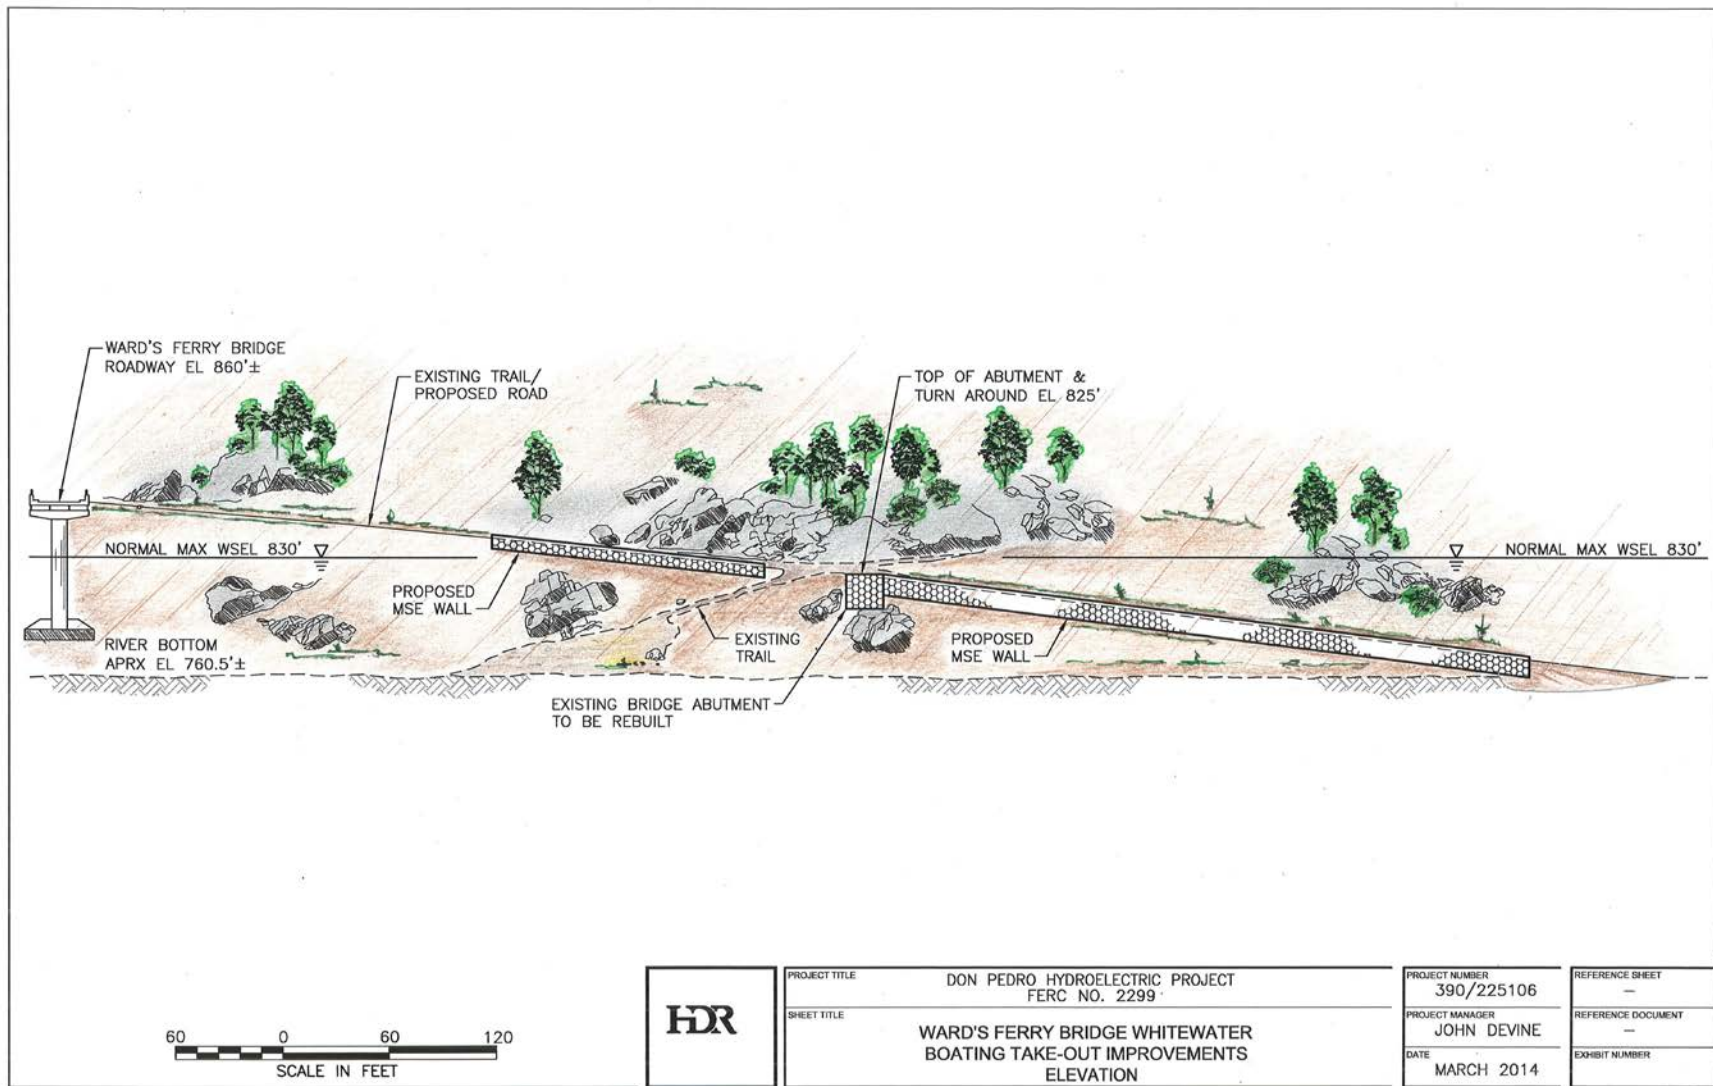 WARD'S FERRY BRIDGE
ROADWAY EL 860'±
EXISTING TRAIL/
PROPOSED ROAD
TOP OF ABUTMENT &
TURN AROUND EL 825'
NORMAL MAX WSEL 830'
NORMAL MAX WSEL 830'
PROPOSED
MSE WALL
RIVER BOTTOM
APRX EL 760.5'±
EXISTING
TRAIL
PROPOSED
MSE WALL
EXISTING BRIDGE ABUTMENT
TO BE REBUILT
60 0 60 120
SCALE IN FEET
HDR
PROJECT TITLE
DON PEDRO HYDROELECTRIC PROJECT
FERC NO. 2299
SHEET TITLE
WARD'S FERRY BRIDGE WHITEWATER
BOATING TAKE-OUT IMPROVEMENTS
ELEVATION
PROJECT NUMBER
390/225106
PROJECT MANAGER
JOHN DEVINE
DATE
MARCH 2014
REFERENCE SHEET
–
REFERENCE DOCUMENT
–
EXHIBIT NUMBER